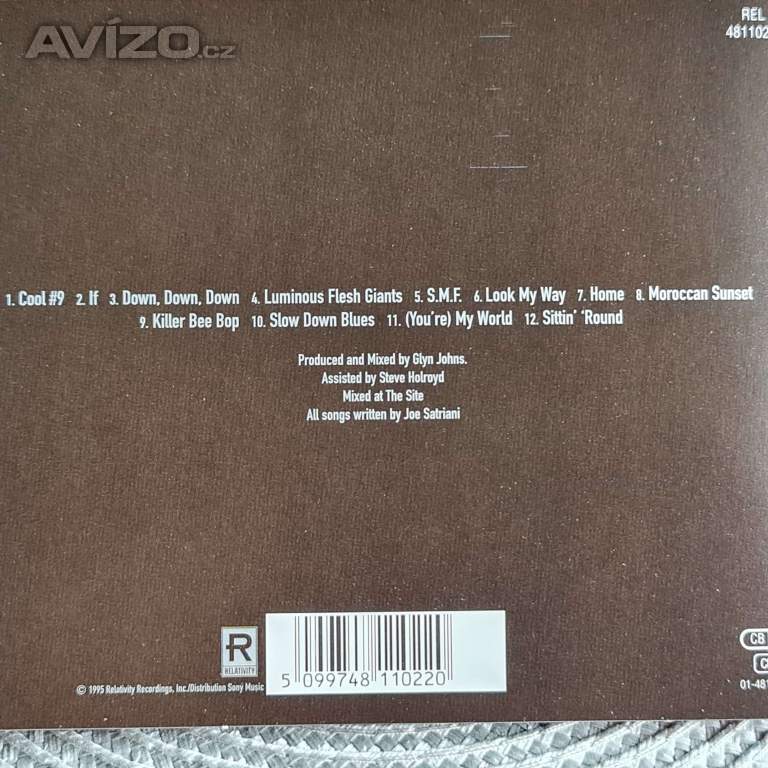 AVÍZO.cz
REL
481102
1. Cool #9 2. If 3. Down, Down, Down 4. Luminous Flesh Giants 5. S.M.F. 6. Look My Way 7. Home 8. Moroccan Sunset
9. Killer Bee Bop 10. Slow Down Blues 11. (You're) My World 12. Sittin' 'Round
Produced and Mixed by Glyn Johns.
Assisted by Steve Holroyd
Mixed at The Site
All songs written by Joe Satriani
R
RELATIVITY
© 1995 Relativity Recordings, Inc./Distribution Sony Music
5 099748 110220
CB
C
01-481